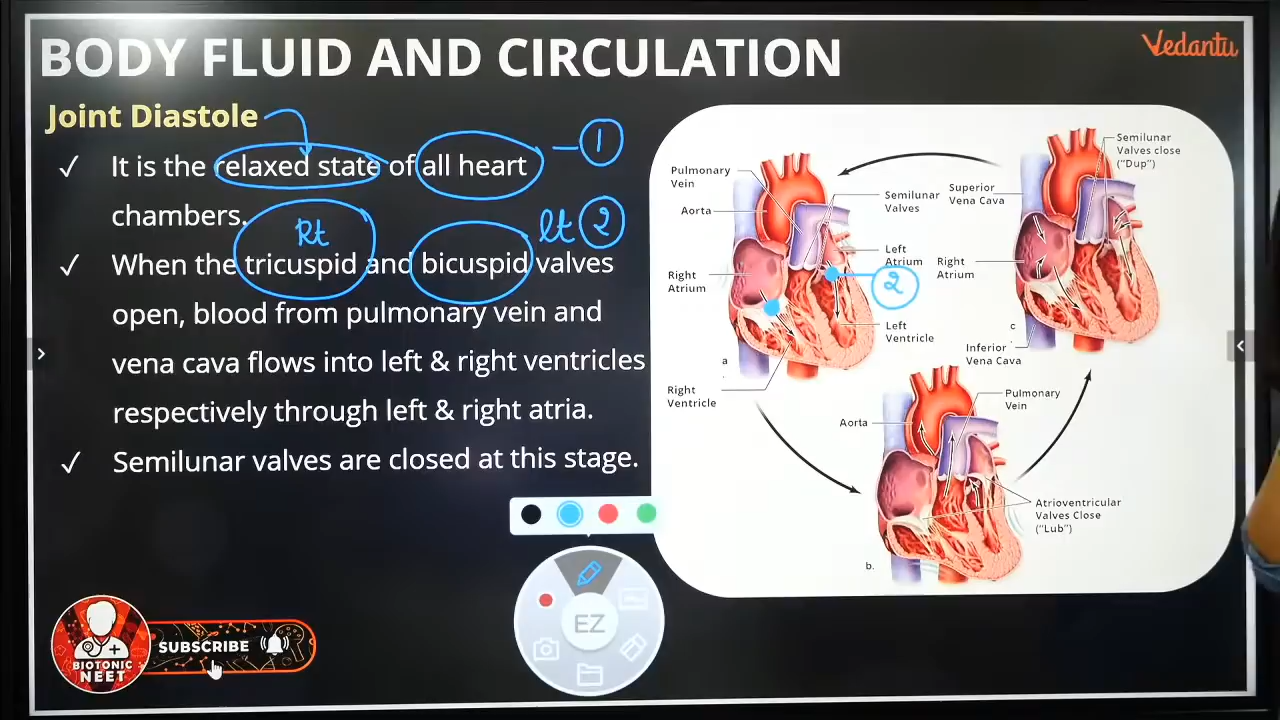 BODY FLUID AND CIRCULATION
Vedantu
Joint Diastole
✓ It is the relaxed state of all heart
chambers.
1
✓ When the tricuspid and bicuspid valves
open, blood from pulmonary vein and
vena cava flows into left & right ventricles
respectively through left & right atria.
✓ Semilunar valves are closed at this stage.
Rt
lt 2
2
Pulmonary
Vein
Aorta
Right
Atrium
Right
Ventricle
a
Semilunar
Valves
Left
Atrium
Left
Ventricle
Superior
Vena Cava
Right
Atrium
Inferior
Vena Cava
c
Semilunar
Valves close
("Dup")
Aorta
Pulmonary
Vein
Atrioventricular
Valves Close
("Lub")
b.
EZ
BIOTONIC
NEET
SUBSCRIBE